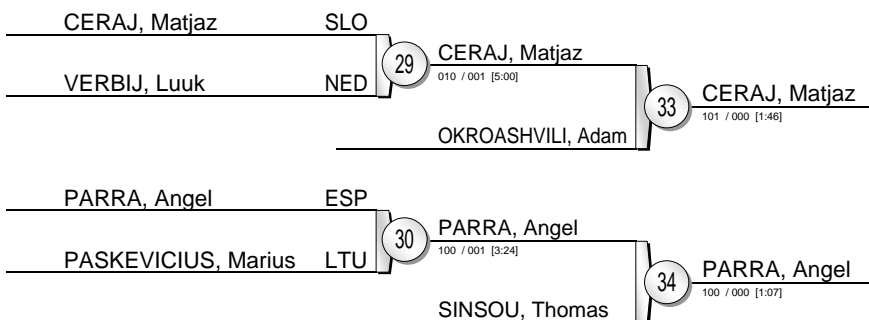 CERAJ, Matjaz SLO
VERBIJ, Luuk NED
29
CERAJ, Matjaz
010 / 001 [5:00]
OKROASHVILI, Adam
33
CERAJ, Matjaz
101 / 000 [1:46]
PARRA, Angel ESP
PASKEVICIUS, Marius LTU
30
PARRA, Angel
100 / 001 [3:24]
SINSOU, Thomas
34
PARRA, Angel
100 / 000 [1:07]